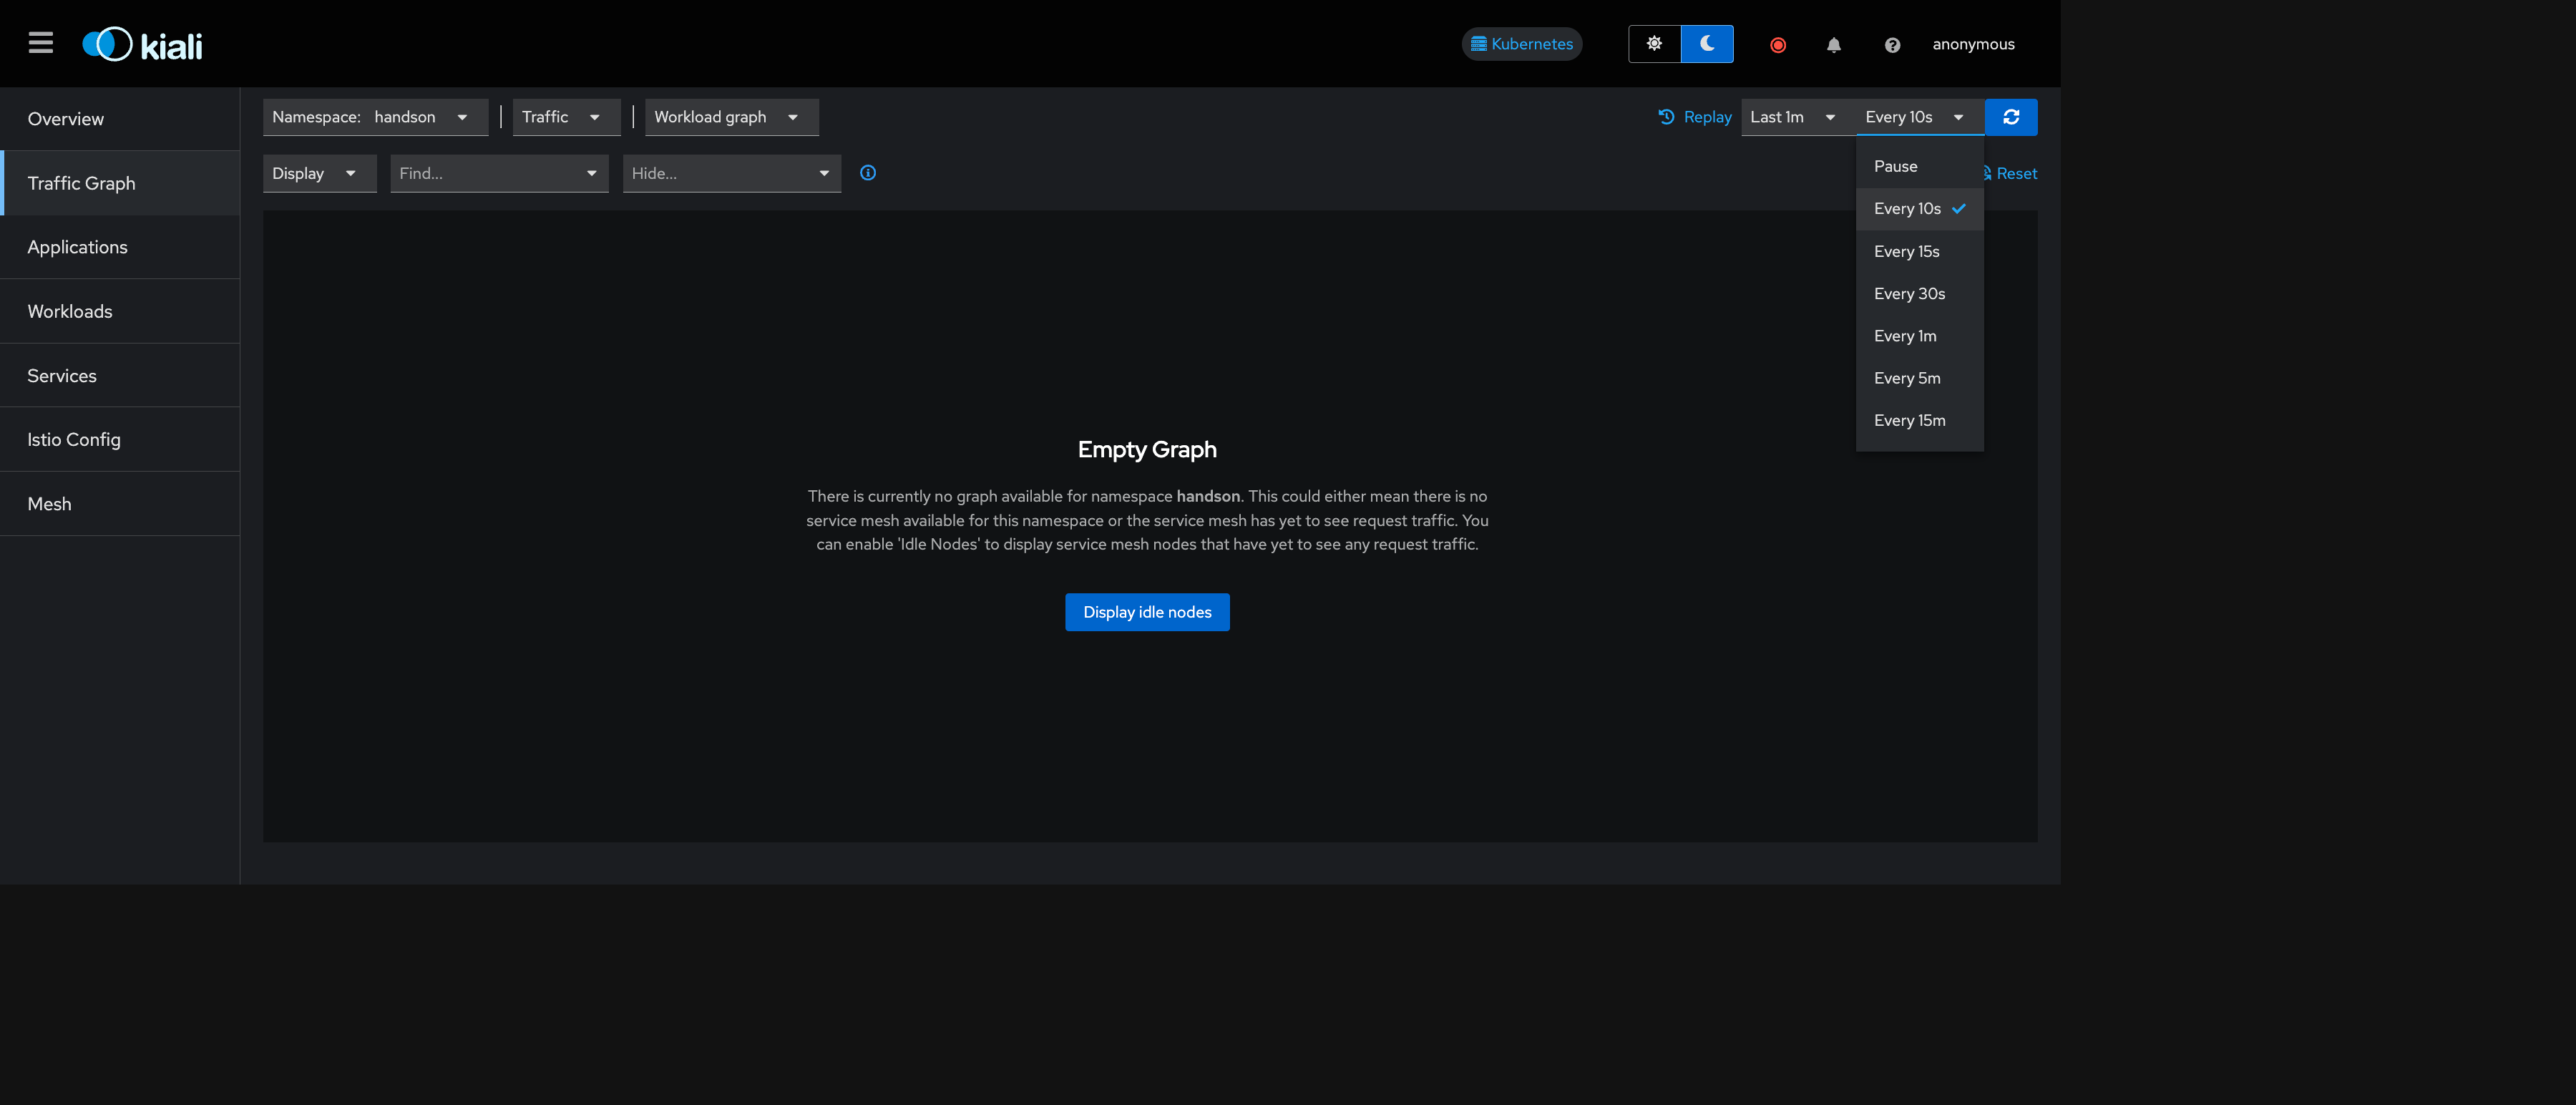 kiali
Kubernetes
anonymous
Overview
Traffic Graph
Applications
Workloads
Services
Istio Config
Mesh
Namespace: handson
Traffic
Workload graph
Replay
Last 1m
Every 10s
Display
Find...
Hide...
Reset
Pause
Every 10s
Every 15s
Every 30s
Every 1m
Every 5m
Every 15m
Empty Graph
There is currently no graph available for namespace handson. This could either mean there is no
service mesh available for this namespace or the service mesh has yet to see request traffic. You
can enable 'Idle Nodes' to display service mesh nodes that have yet to see any request traffic.
Display idle nodes